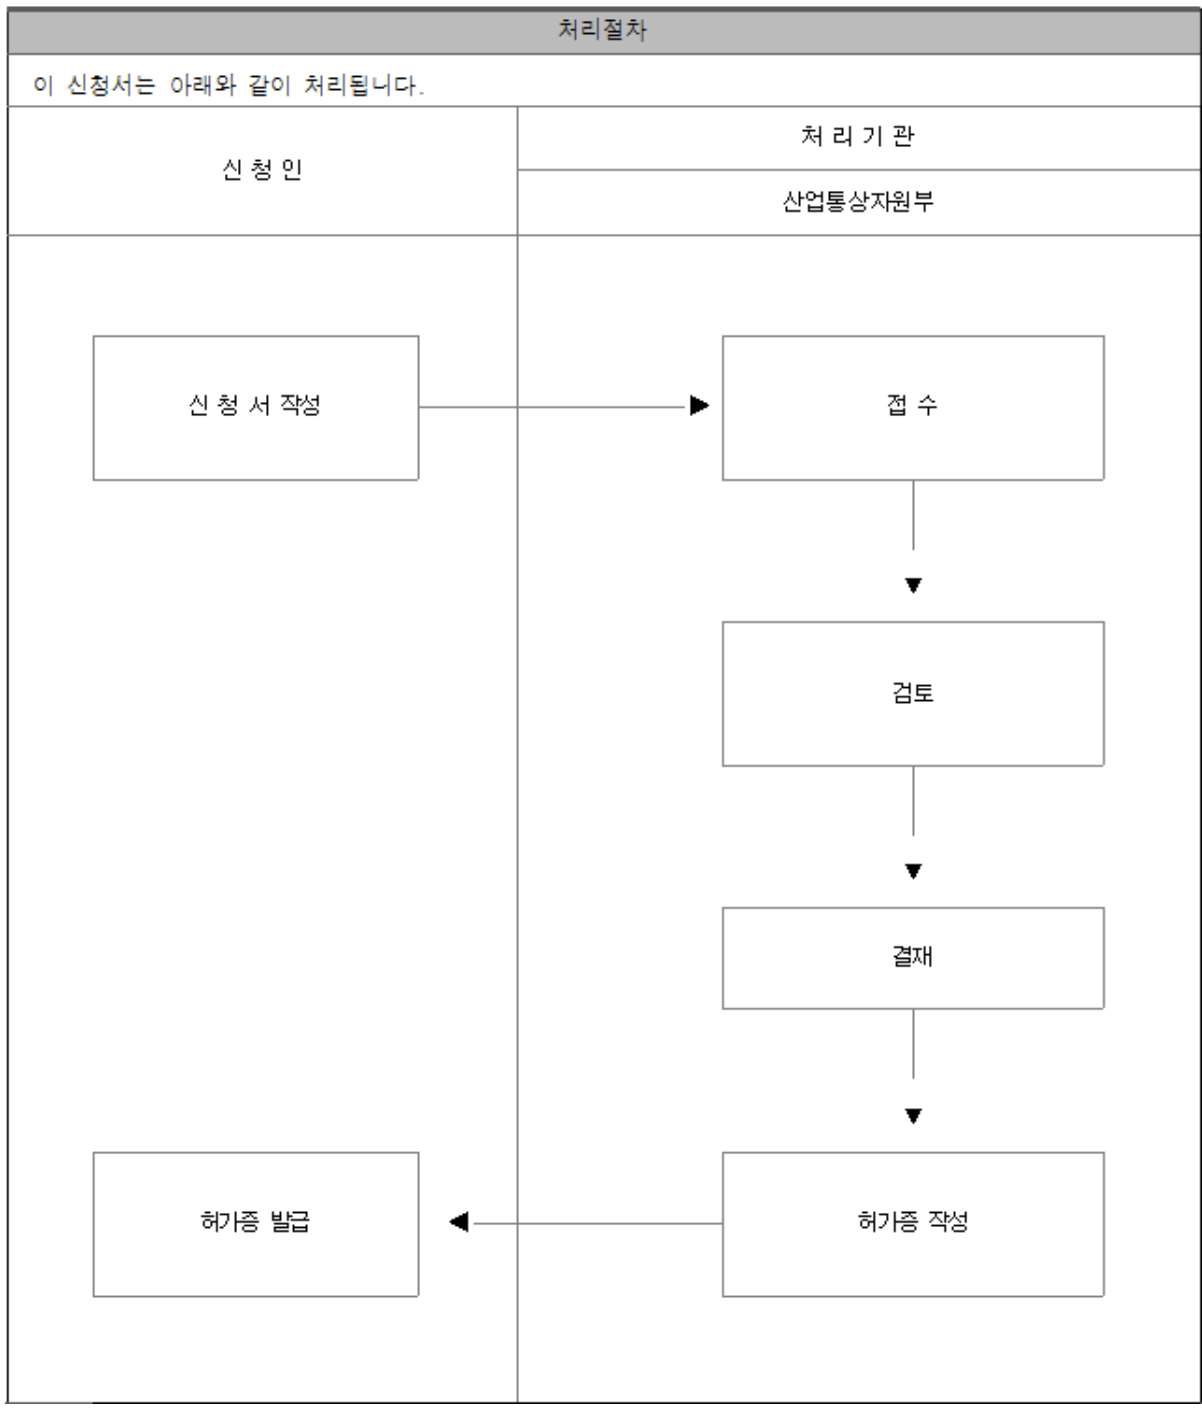 처리절차
이 신청서는 아래와 같이 처리됩니다.
신 청 인
처 리 기 관
산업통상자원부
신 청 서 작성
접 수
검토
결재
허가증 발급
허가증 작성